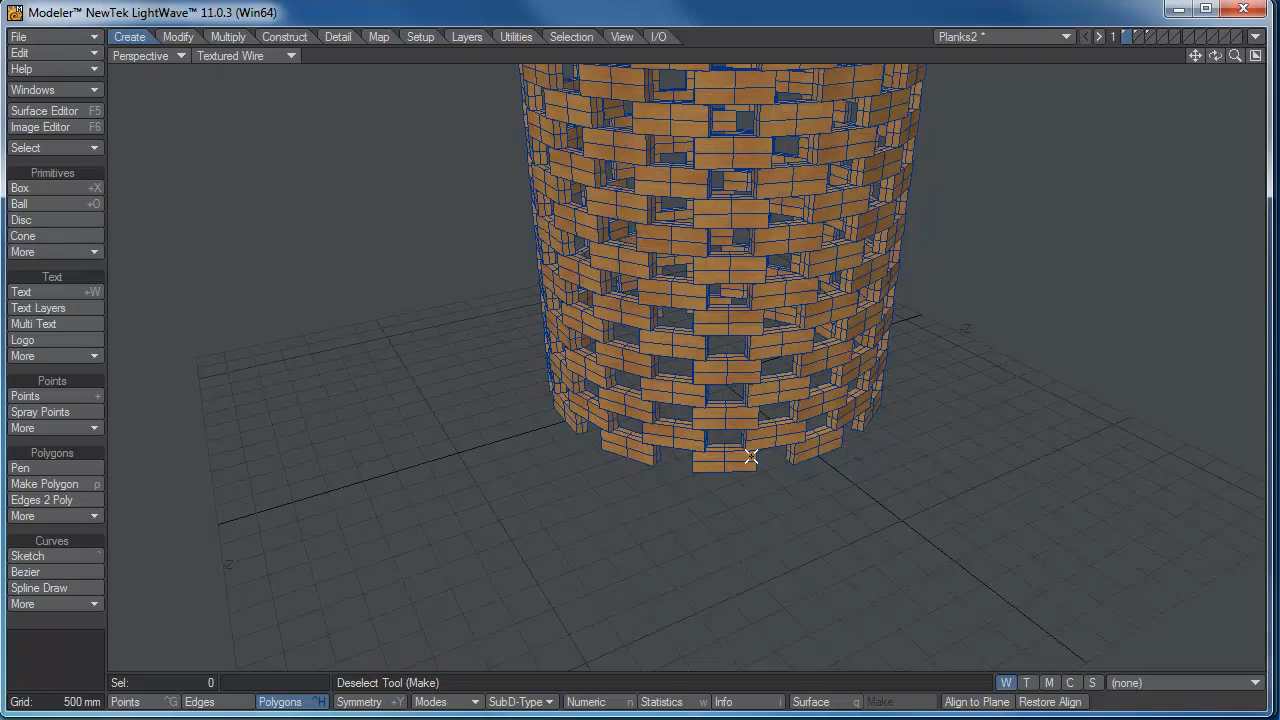 Modeler™ NewTek LightWave™ 11.0.3 (Win64)
File Create Modify Multiply Construct Detail Map Setup Layers Utilities Selection View I/O Planks2 * 1
Edit Perspective Textured Wire
Help
Windows
Surface Editor F5
Image Editor F6
Select
Primitives
Box +X
Ball +O
Disc
Cone
More
Text
Text +W
Text Layers
Multi Text
Logo
More
Points
Points +
Spray Points
More
Polygons
Pen
Make Polygon p
Edges 2 Poly
More
Curves
Sketch `
Bezier
Spline Draw
More
-Z
-Z
Sel: 0 Deselect Tool (Make) W T M C S (none)
Grid: 500 mm Points ^G Edges Polygons ^H Symmetry +Y Modes SubD-Type Numeric n Statistics w Info i Surface q Make Align to Plane Restore Align